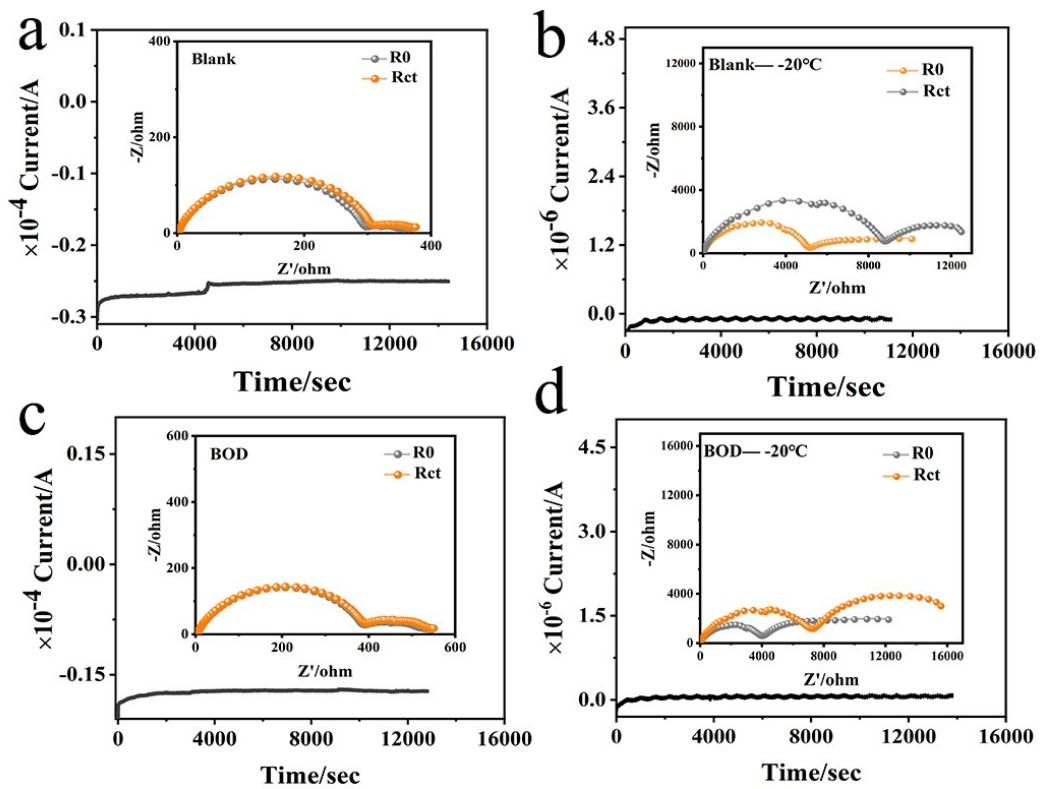 a
×10-4 Current/A
0.1
0.0
-0.1
-0.2
-0.3
0 4000 8000 12000 16000
Time/sec
Blank
R0
Rct
-Z/ohm
400
200
0
0 200 400
Z'/ohm
b
×10-6 Current/A
4.8
3.6
2.4
1.2
0.0
0 4000 8000 12000 16000
Time/sec
Blank— -20°C
R0
Rct
-Z/ohm
12000
8000
4000
0
0 4000 8000 12000
Z'/ohm
c
×10-4 Current/A
0.15
0.00
-0.15
0 4000 8000 12000 16000
Time/sec
BOD
R0
Rct
-Z/ohm
600
400
200
0
0 200 400 600
Z'/ohm
d
×10-6 Current/A
4.5
3.0
1.5
0.0
0 4000 8000 12000 16000
Time/sec
BOD— -20°C
R0
Rct
-Z/ohm
16000
12000
8000
4000
0
0 4000 8000 12000 16000
Z'/ohm